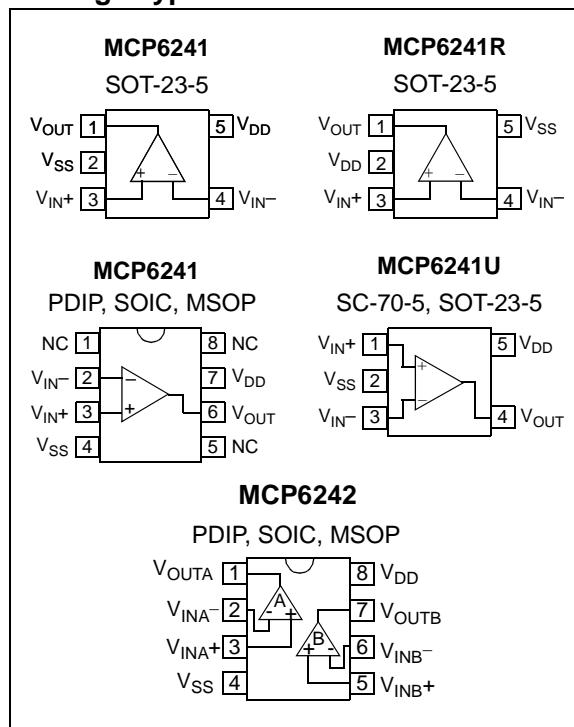 MCP6241
SOT-23-5
VOUT 1 5 VDD
VSS 2
VIN+ 3 4 VIN–
+ –
MCP6241R
SOT-23-5
VOUT 1 5 VSS
VDD 2
VIN+ 3 4 VIN–
+ –
MCP6241
PDIP, SOIC, MSOP
NC 1 8 NC
VIN– 2 – 7 VDD
VIN+ 3 + 6 VOUT
VSS 4 5 NC
MCP6241U
SC-70-5, SOT-23-5
VIN+ 1 + 5 VDD
VSS 2
VIN– 3 – 4 VOUT
MCP6242
PDIP, SOIC, MSOP
VOUTA 1 8 VDD
VINA– 2 - A + 7 VOUTB
VINA+ 3 + B - 6 VINB–
VSS 4 5 VINB+